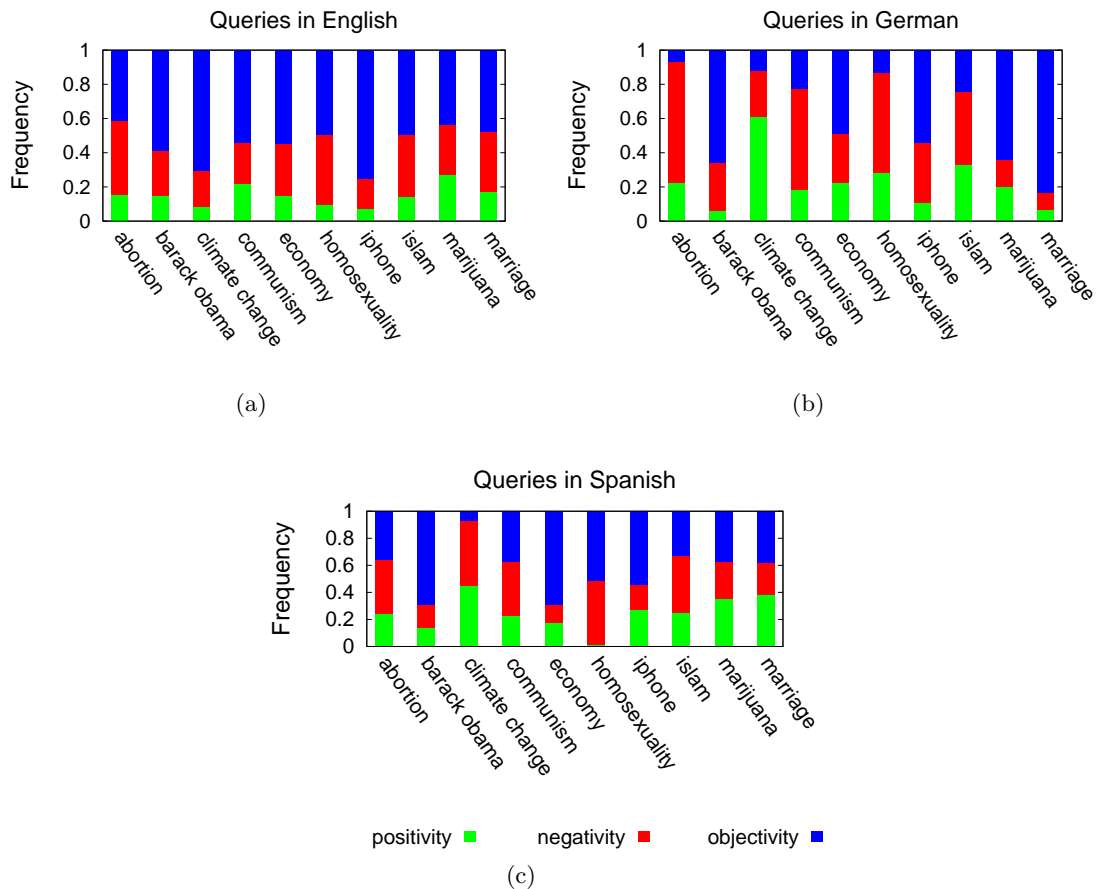 Queries in English
Frequency
1
0.8
0.6
0.4
0.2
0
abortion
barack obama
climate change
communism
economy
homosexuality
iphone
islam
marijuana
marriage
(a)
Queries in German
Frequency
1
0.8
0.6
0.4
0.2
0
abortion
barack obama
climate change
communism
economy
homosexuality
iphone
islam
marijuana
marriage
(b)
Queries in Spanish
Frequency
1
0.8
0.6
0.4
0.2
0
abortion
barack obama
climate change
communism
economy
homosexuality
iphone
islam
marijuana
marriage
positivity negativity objectivity
(c)